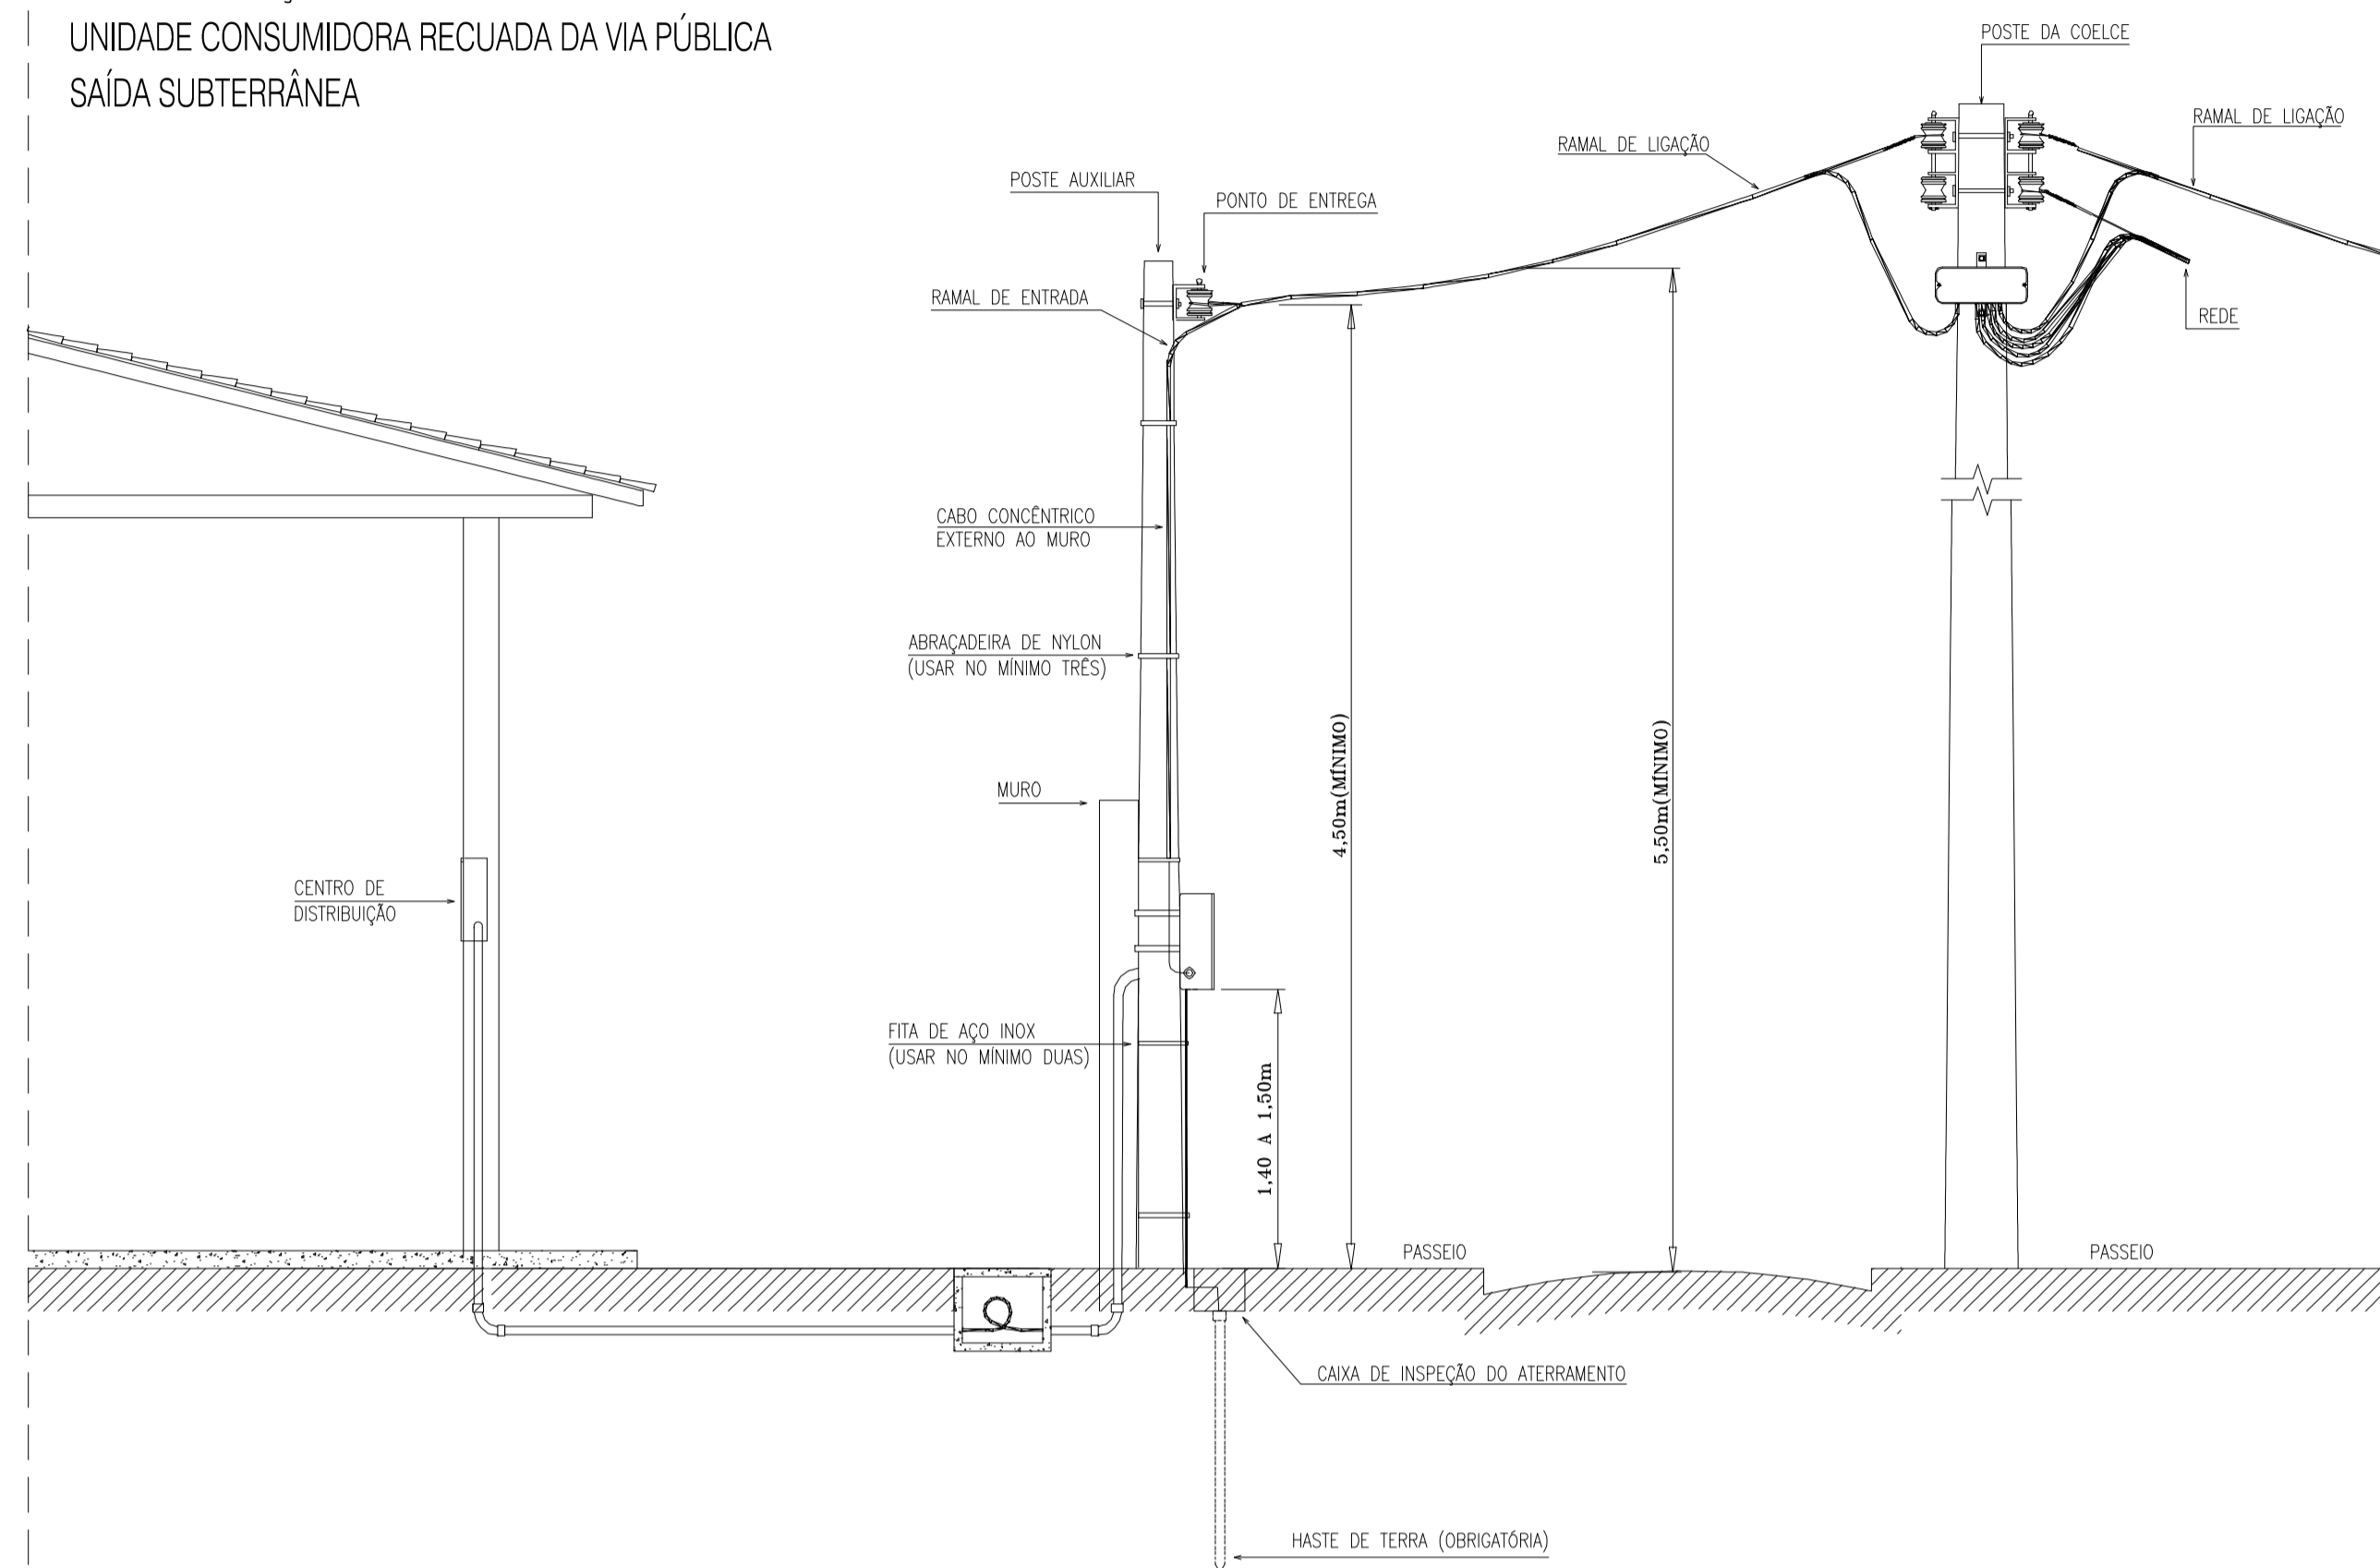 UNIDADE CONSUMIDORA RECUADA DA VIA PÚBLICA
SAÍDA SUBTERRÂNEA
POSTE DA COELCE
RAMAL DE LIGAÇÃO
RAMAL DE LIGAÇÃO
POSTE AUXILIAR
PONTO DE ENTREGA
RAMAL DE ENTRADA
REDE
CABO CONCÊNTRICO
EXTERNO AO MURO
ABRAÇADEIRA DE NYLON
(USAR NO MÍNIMO TRÊS)
4,50m(MÍNIMO)
5,50m(MÍNIMO)
MURO
CENTRO DE
DISTRIBUIÇÃO
FITA DE AÇO INOX
(USAR NO MÍNIMO DUAS)
1,40 A 1,50m
PASSEIO
PASSEIO
CAIXA DE INSPEÇÃO DO ATERRAMENTO
HASTE DE TERRA (OBRIGATÓRIA)